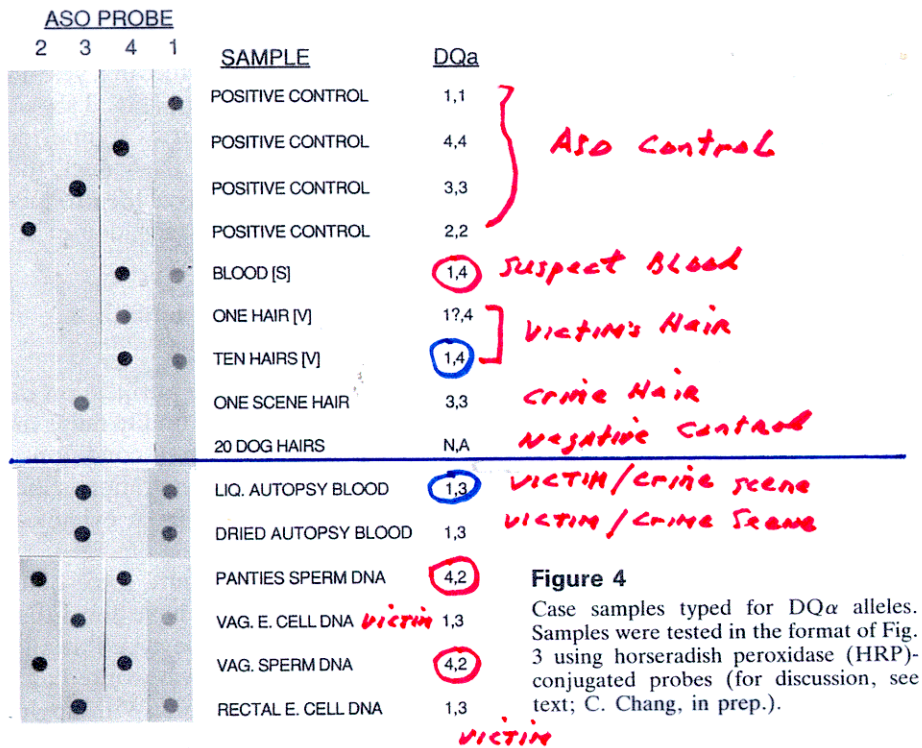 ASO PROBE
2 3 4 1 SAMPLE DQa
POSITIVE CONTROL 1,1
POSITIVE CONTROL 4,4 ASO control
POSITIVE CONTROL 3,3
POSITIVE CONTROL 2,2
BLOOD [S] 1,4 Suspect Blood
ONE HAIR [V] 1?,4 Victim's Hair
TEN HAIRS [V] 1,4
ONE SCENE HAIR 3,3 crime Hair
20 DOG HAIRS N,A Negative Control
LIQ. AUTOPSY BLOOD 1,3 VICTIM/crime scene
DRIED AUTOPSY BLOOD 1,3 VICTIM/crime Scene
PANTIES SPERM DNA 4,2
VAG. E. CELL DNA victim 1,3
VAG. SPERM DNA 4,2
RECTAL E. CELL DNA 1,3
victim
Figure 4
Case samples typed for DQα alleles.
Samples were tested in the format of Fig.
3 using horseradish peroxidase (HRP)-
conjugated probes (for discussion, see
text; C. Chang, in prep.).